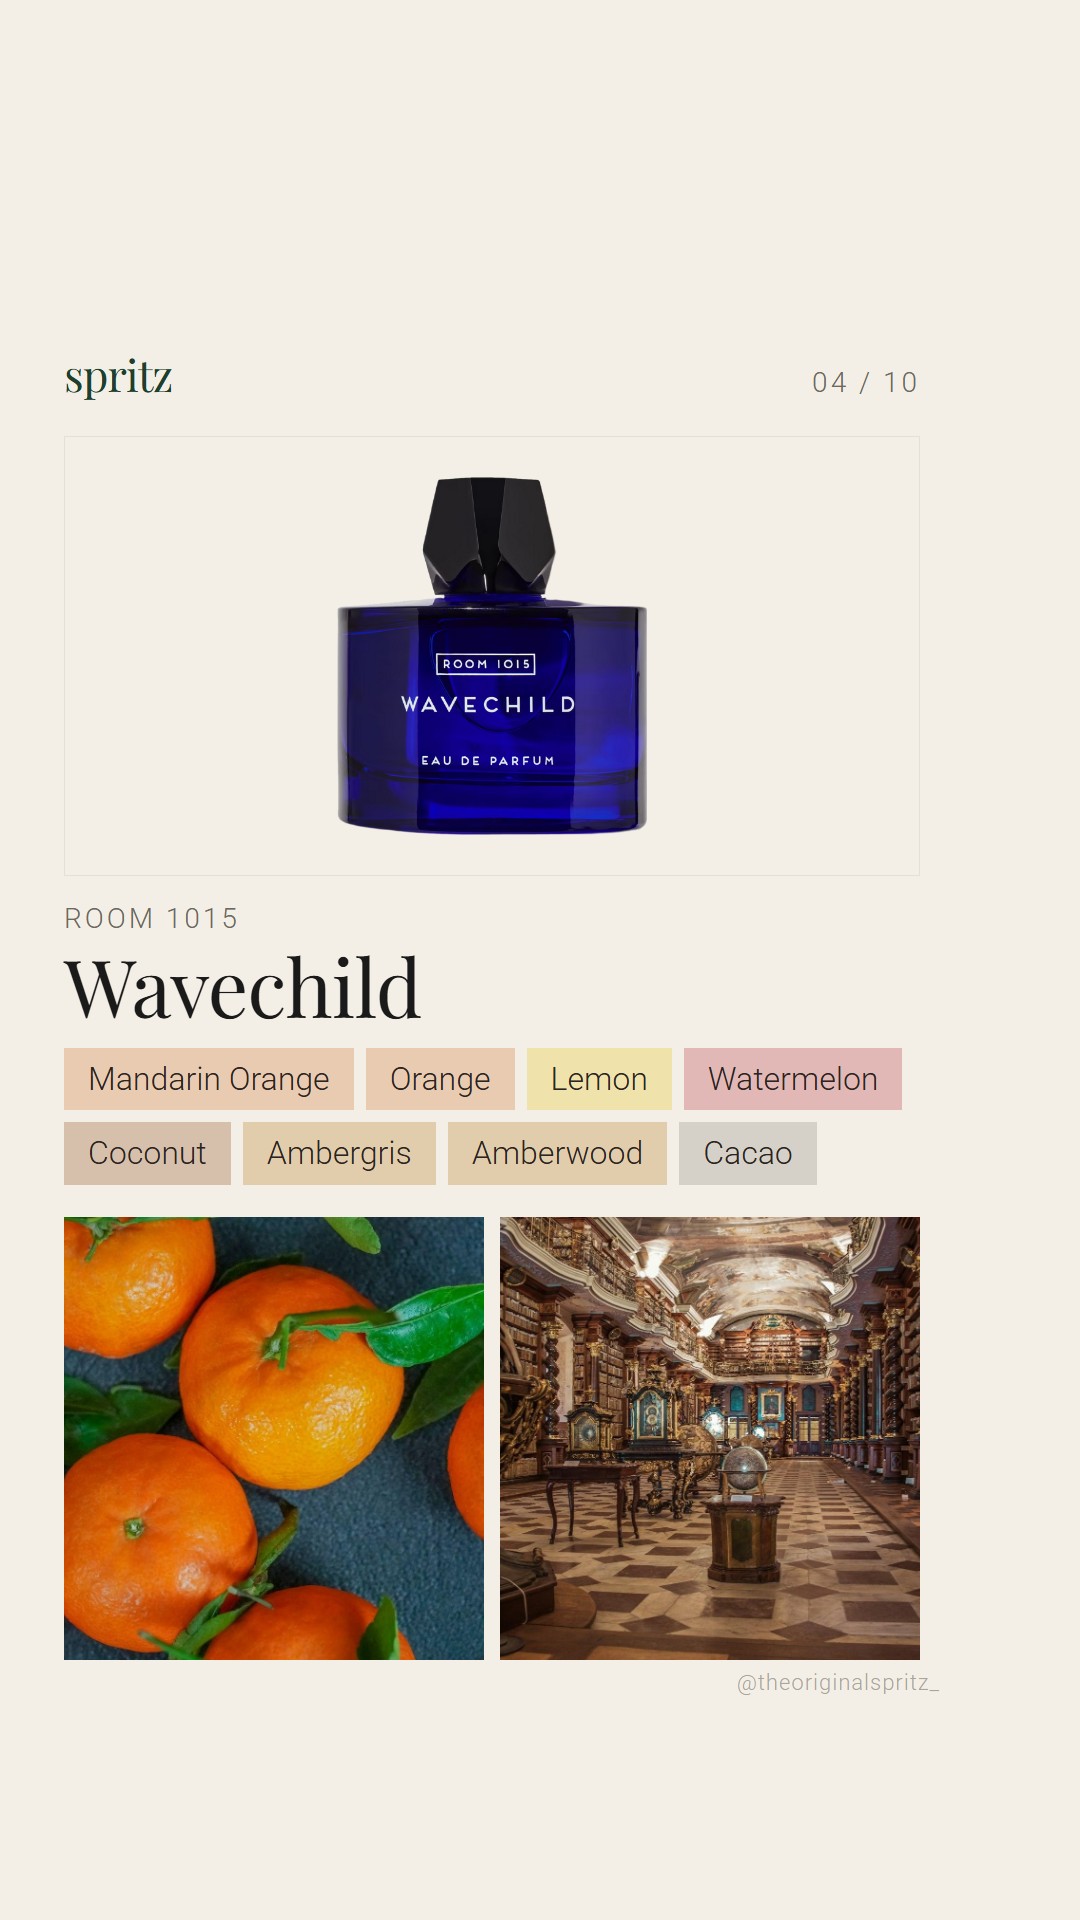 spritz
04 / 10
ROOM 1015
WAVECHILD
EAU DE PARFUM
ROOM 1015
Wavechild
Mandarin Orange Orange Lemon Watermelon
Coconut Ambergris Amberwood Cacao
@theoriginalspritz_